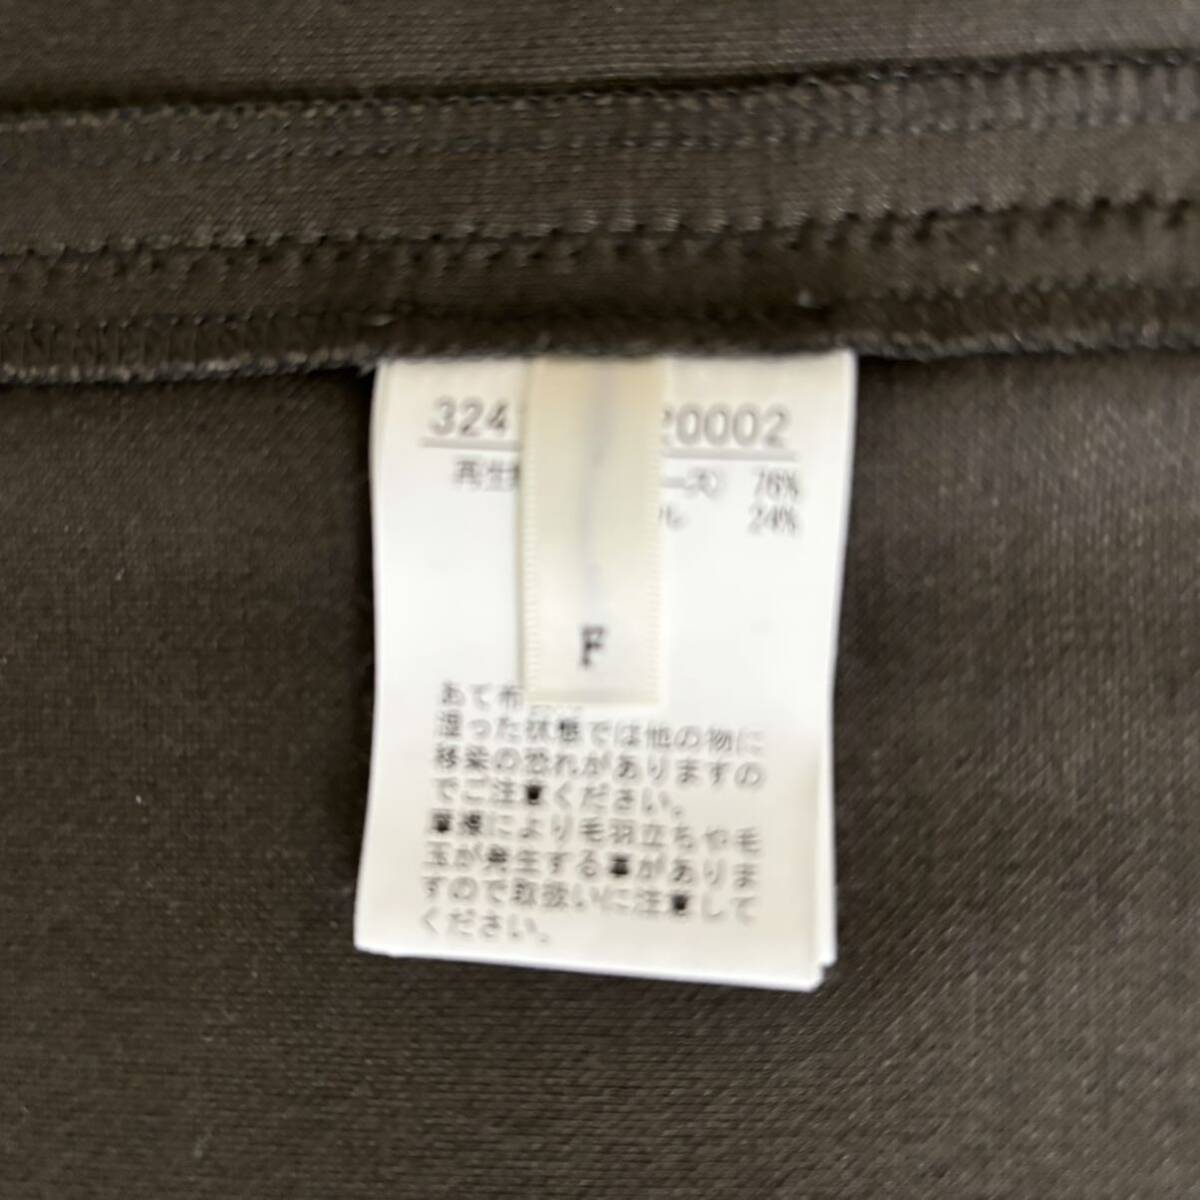 324 20002
再生 ース) 76%
ル 24%
F
あて布
湿った状態では他の物に
移染の恐れがありますの
でご注意ください。
摩擦により毛羽立ちや毛
玉が発生する事がありま
すので取扱いに注意して
ください。